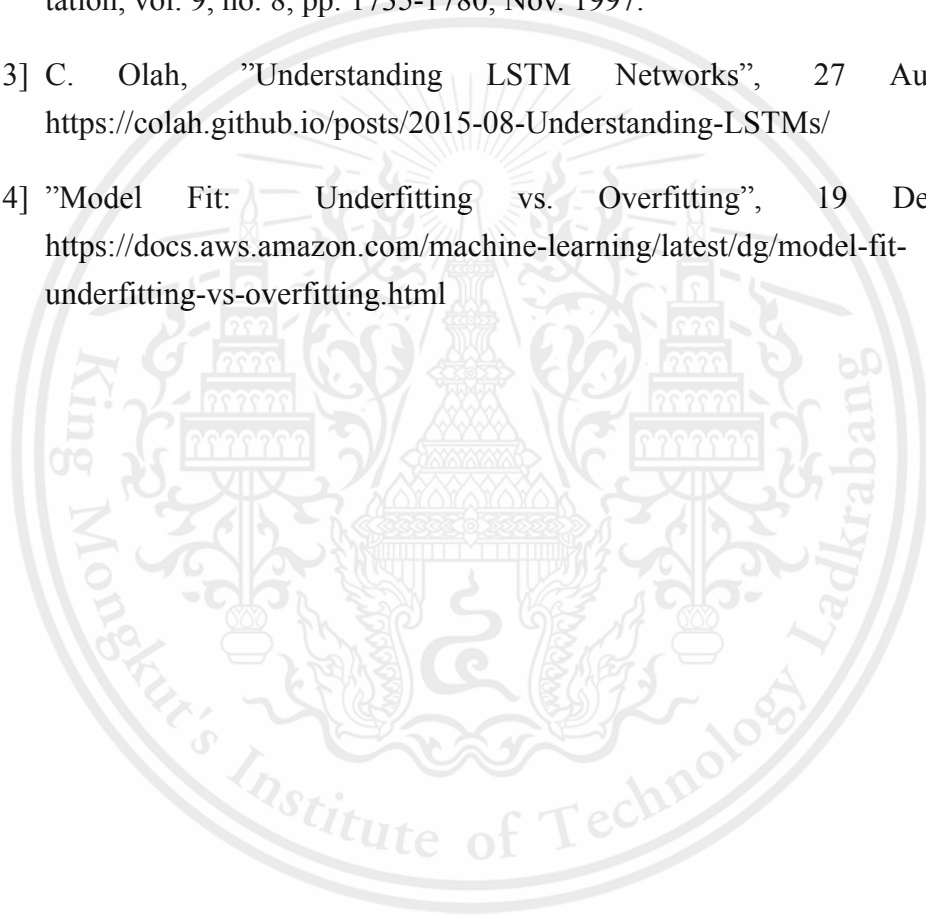 tation, vol. 9, no. 8, pp. 1735-1780, Nov. 1997.
3] C. Olah, ”Understanding LSTM Networks”, 27 Au
https://colah.github.io/posts/2015-08-Understanding-LSTMs/
4] ”Model Fit: Underfitting vs. Overfitting”, 19 De
https://docs.aws.amazon.com/machine-learning/latest/dg/model-fit-
underfitting-vs-overfitting.html
King Mongkut's Institute of Technology Ladkrabang